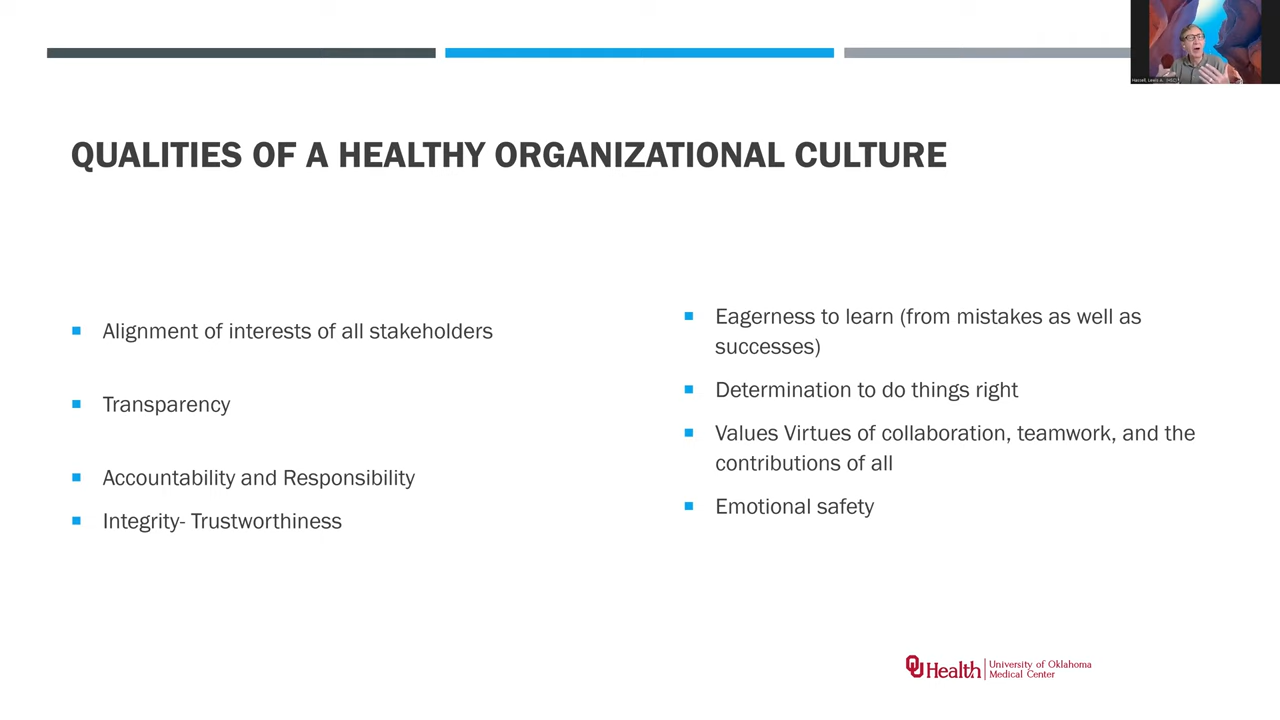 Hassell, Lewis A.
QUALITIES OF A HEALTHY ORGANIZATIONAL CULTURE
Alignment of interests of all stakeholders
Transparency
Accountability and Responsibility
Integrity- Trustworthiness
Eagerness to learn (from mistakes as well as
successes)
Determination to do things right
Values Virtues of collaboration, teamwork, and the
contributions of all
Emotional safety
OU Health
University of Oklahoma
Medical Center